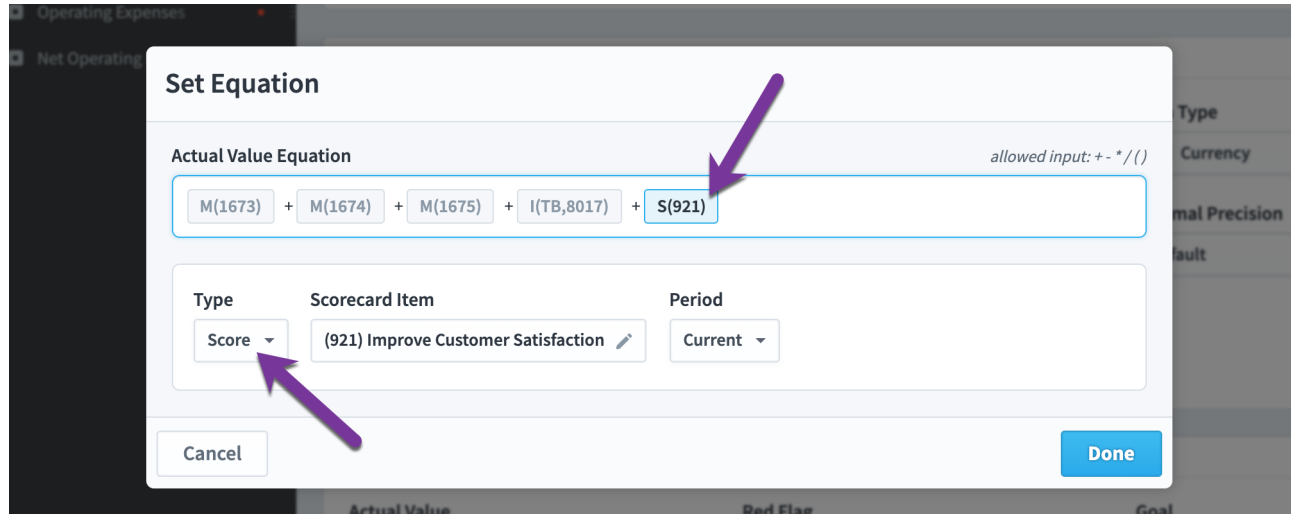 Operating Expenses
Net Operating
Set Equation
Type
Actual Value Equation
allowed input: + - * / ( )
Currency
M(1673) + M(1674) + M(1675) + I(TB,8017) + S(921)
mal Precision
fault
Type Scorecard Item Period
Score (921) Improve Customer Satisfaction Current
Cancel Done
Actual Value Red Flag Goal